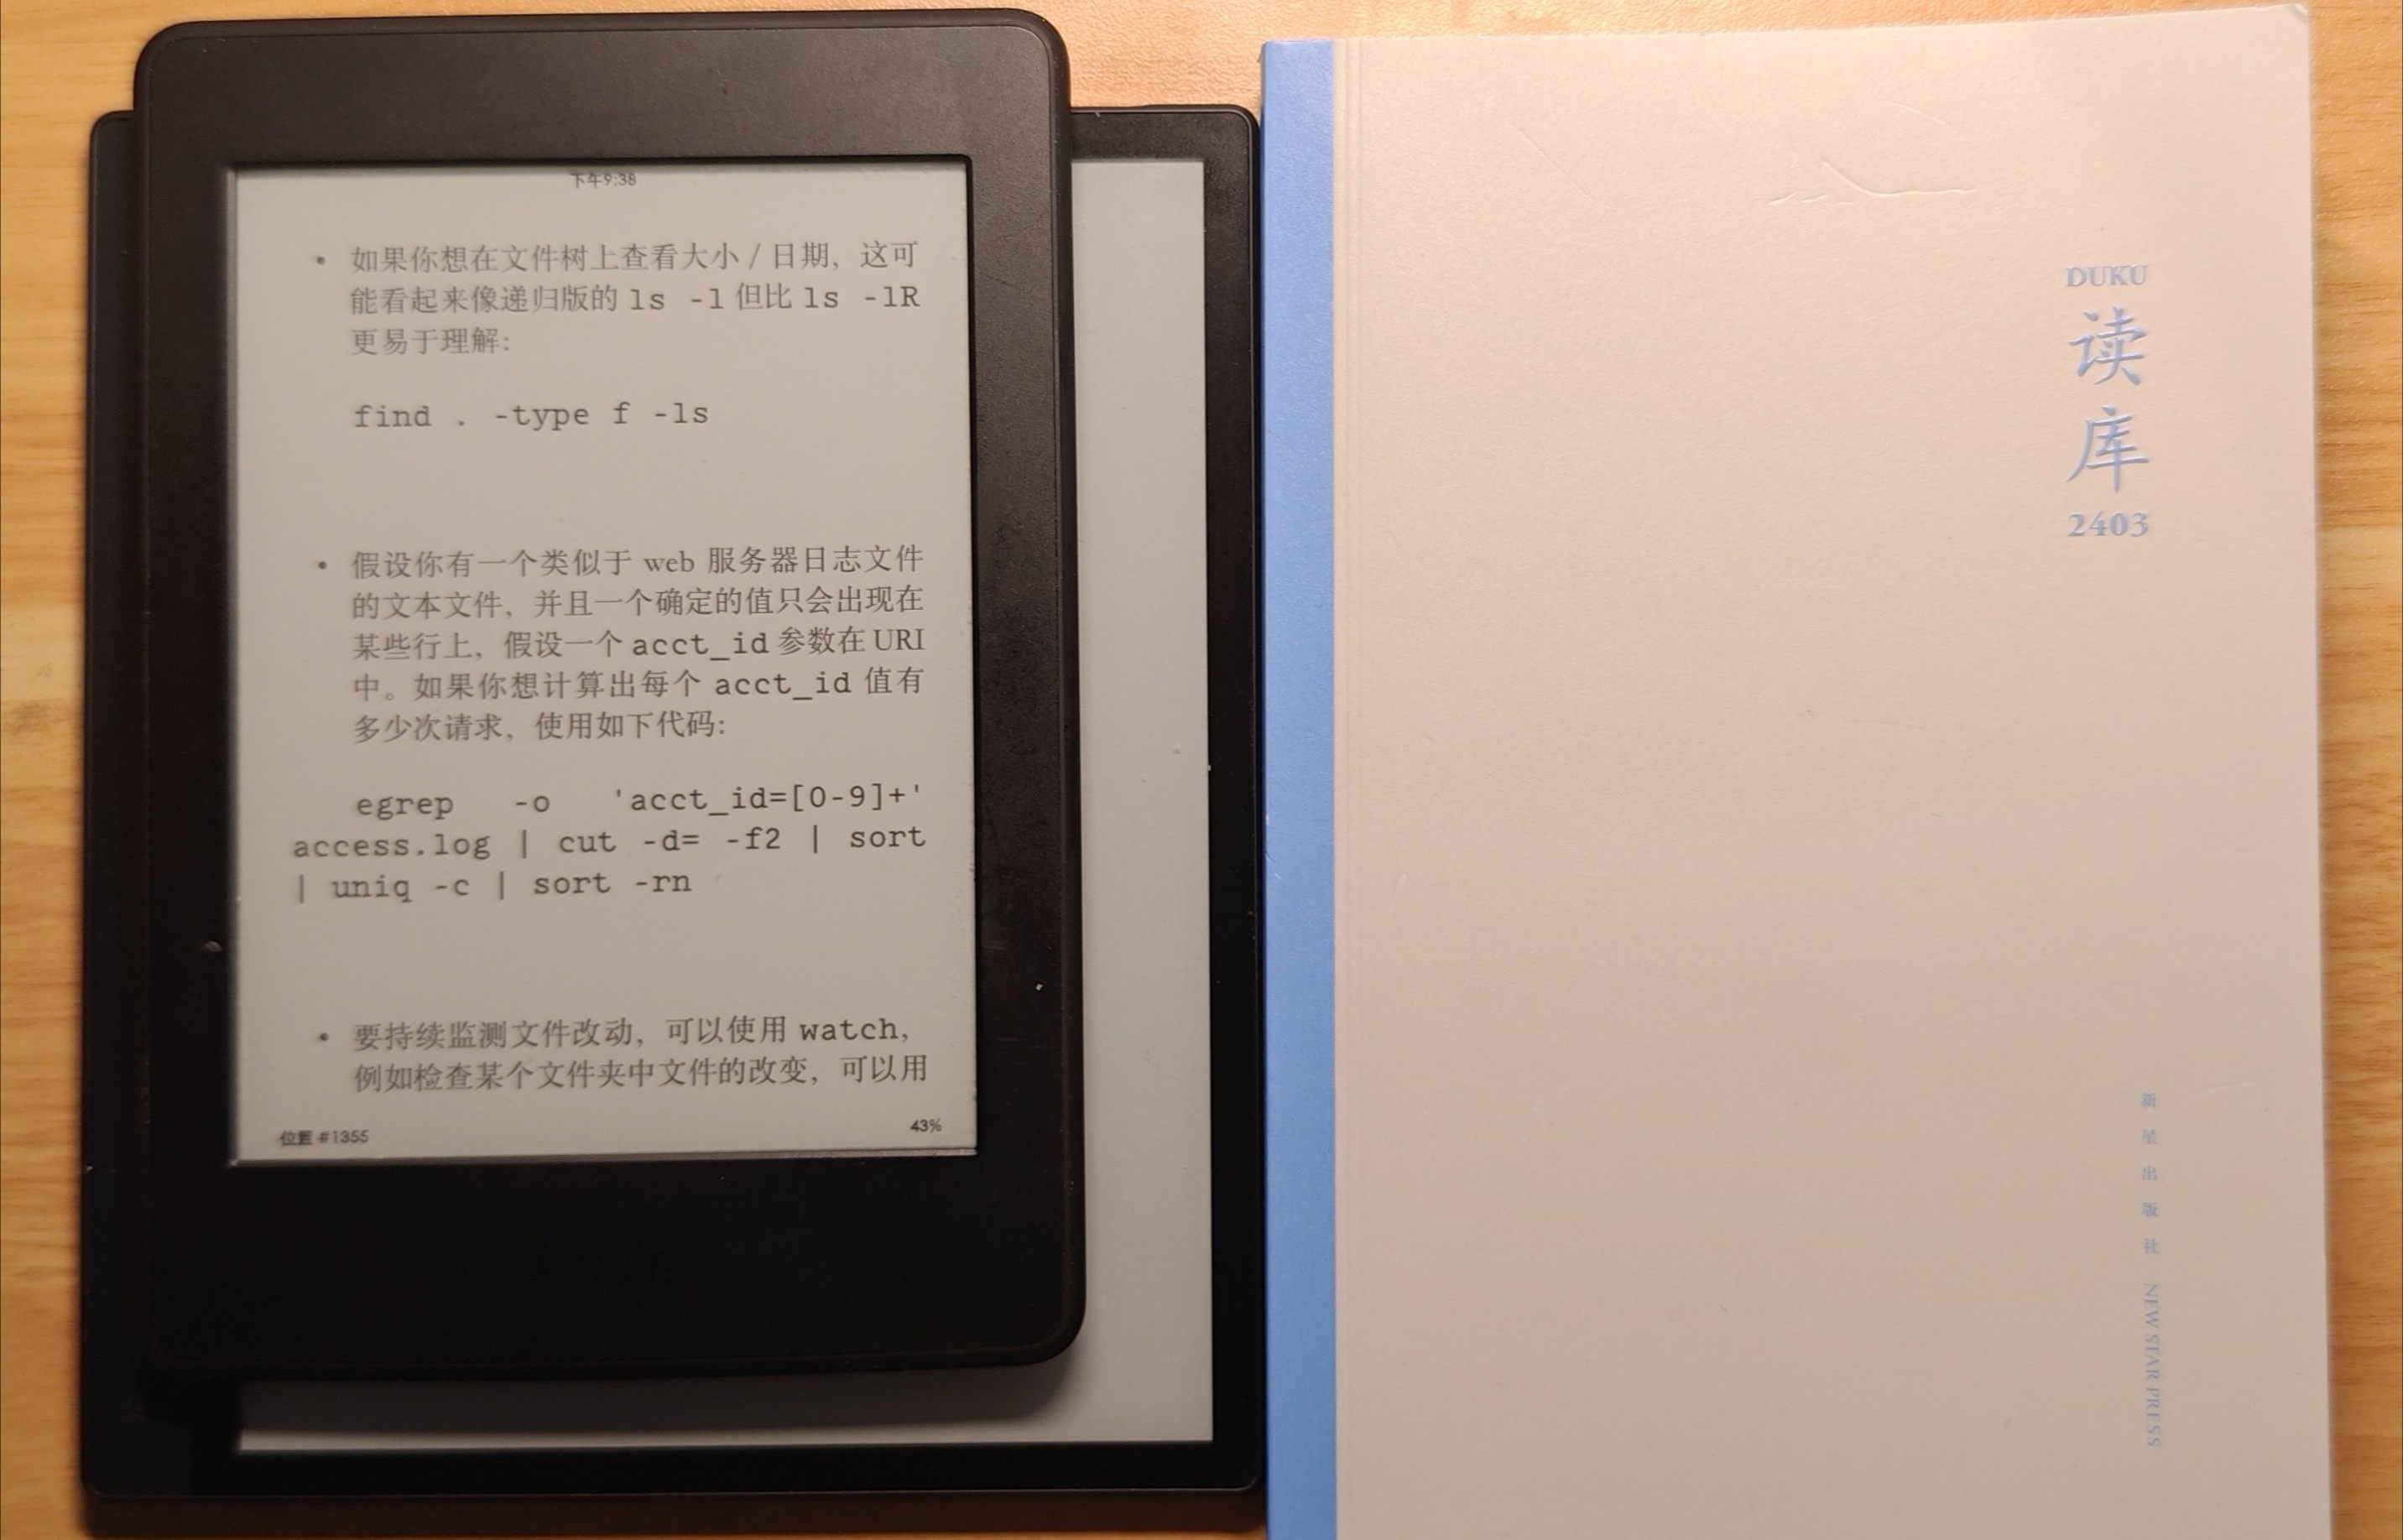 下午9:38
• 如果你想在文件树上查看大小 / 日期，这可
能看起来像递归版的 ls -l 但比 ls -lR
更易于理解：
find . -type f -ls
• 假设你有一个类似于 web 服务器日志文件
的文本文件，并且一个确定的值只会出现在
某些行上，假设一个 acct_id 参数在 URI
中。如果你想计算出每个 acct_id 值有
多少次请求，使用如下代码：
egrep -o 'acct_id=[0-9]+'
access.log | cut -d= -f2 | sort
| uniq -c | sort -rn
• 要持续监测文件改动，可以使用 watch，
例如检查某个文件夹中文件的改变，可以用
位置 #1355
43%
DUKU
读库
2403
新星出版社 NEW STAR PRESS